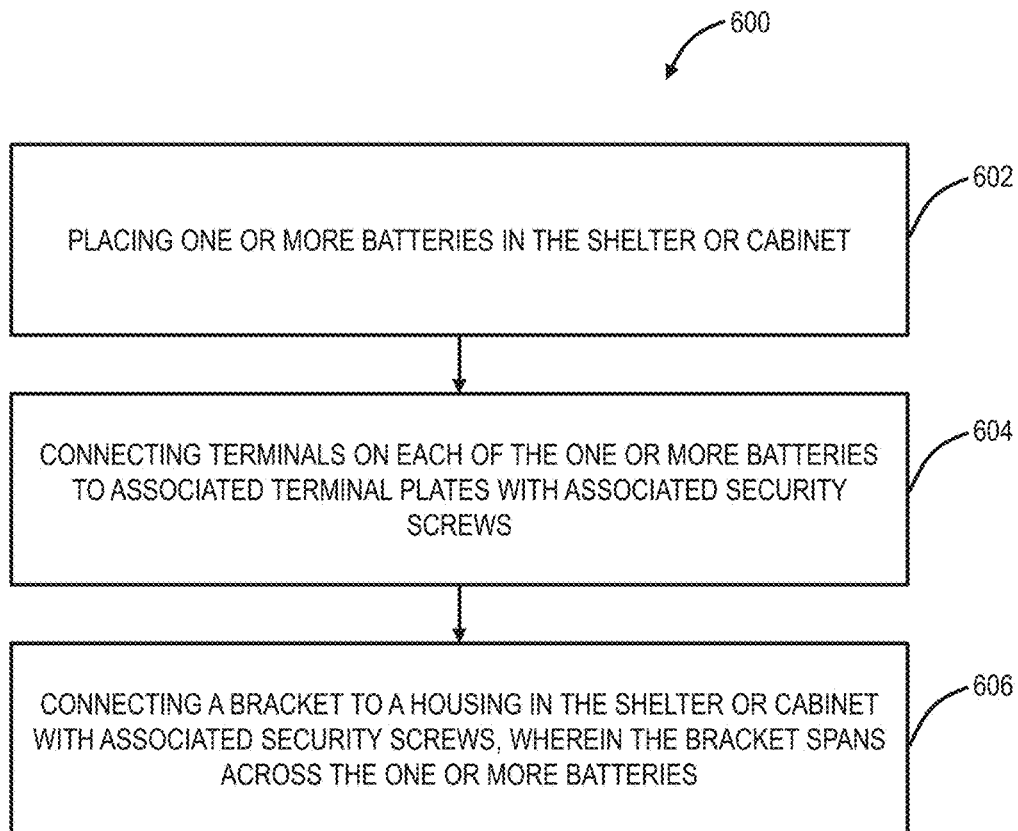 600
PLACING ONE OR MORE BATTERIES IN THE SHELTER OR CABINET
602
CONNECTING TERMINALS ON EACH OF THE ONE OR MORE BATTERIES
TO ASSOCIATED TERMINAL PLATES WITH ASSOCIATED SECURITY
SCREWS
604
CONNECTING A BRACKET TO A HOUSING IN THE SHELTER OR CABINET
WITH ASSOCIATED SECURITY SCREWS, WHEREIN THE BRACKET SPANS
ACROSS THE ONE OR MORE BATTERIES
606